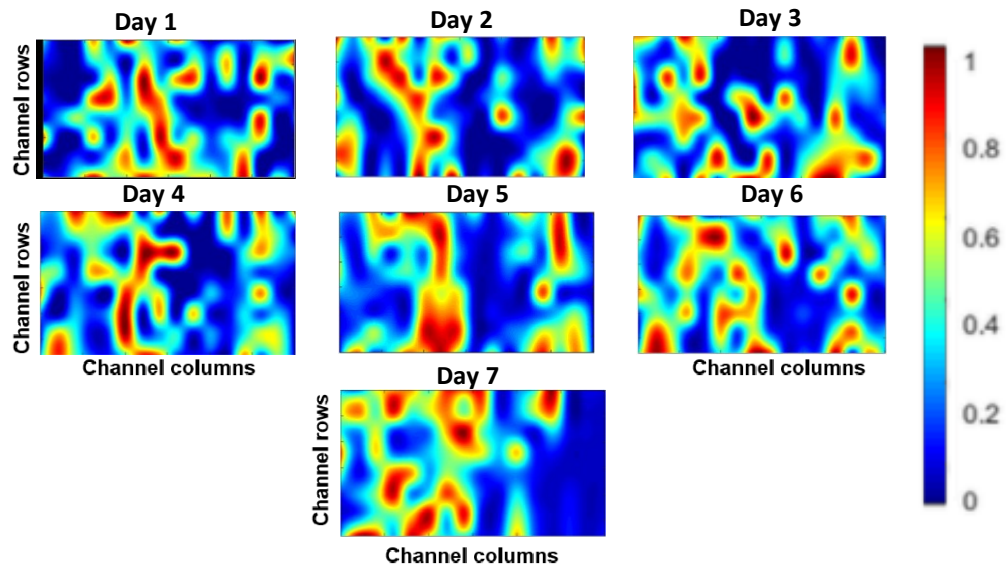 Day 1
Day 2
Day 3
Channel rows
1
0.8
0.6
0.4
0.2
0
Day 4
Day 5
Day 6
Channel rows
Channel columns
Channel columns
Day 7
Channel rows
Channel columns